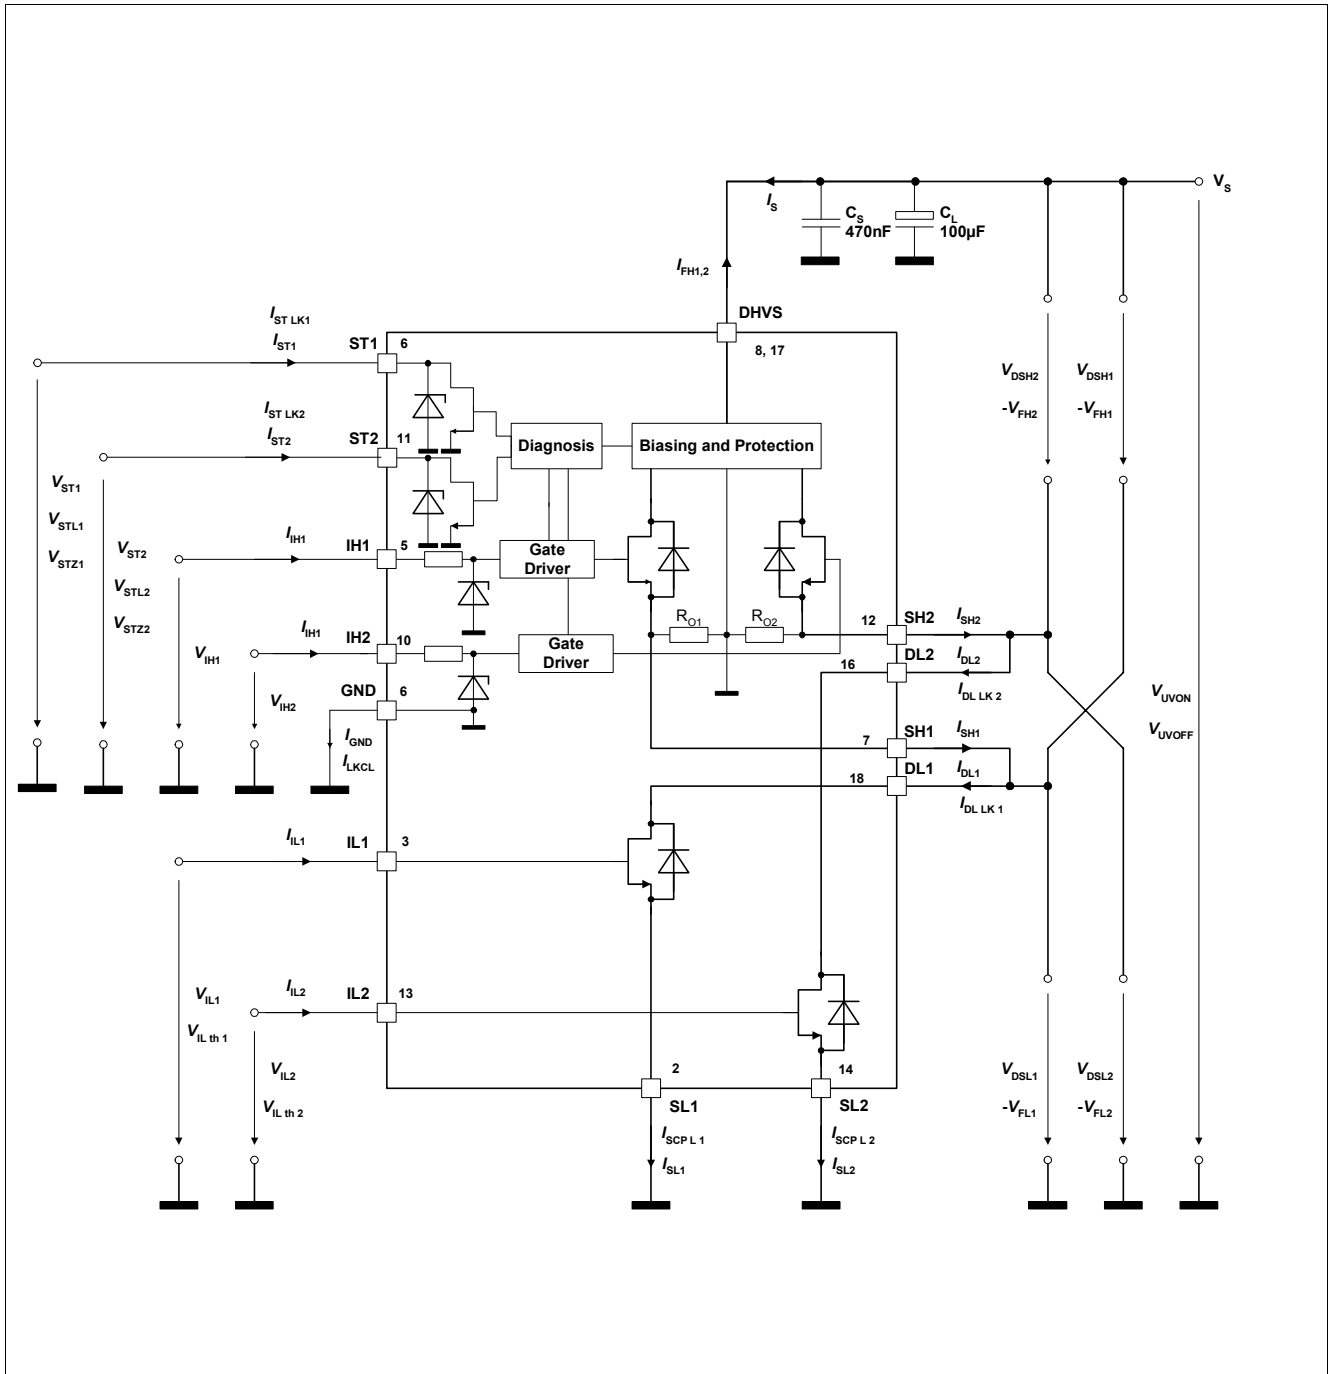 V_S
I_S
C_S
470nF
C_L
100µF
I_FH1,2
DHVS
8, 17
I_ST LK1
I_ST1
ST1
6
I_ST LK2
I_ST2
ST2
11
Diagnosis
Biasing and Protection
V_DSH2
-V_FH2
V_DSH1
-V_FH1
V_ST1
V_STL1
V_STZ1
V_ST2
V_STL2
V_STZ2
I_IH1
IH1
5
Gate
Driver
R_O1
R_O2
12
SH2
I_SH2
V_IH1
I_IH1
IH2
10
Gate
Driver
16
DL2
I_DL2
I_DL LK 2
V_IH2
GND
6
I_GND
I_LKCL
7
SH1
I_SH1
18
DL1
I_DL1
I_DL LK 1
V_UVON
V_UVOFF
I_IL1
IL1
3
V_IL1
V_IL th 1
I_IL2
IL2
13
V_IL2
V_IL th 2
2
SL1
14
SL2
I_SCP L 1
I_SL1
I_SCP L 2
I_SL2
V_DSL1
-V_FL1
V_DSL2
-V_FL2